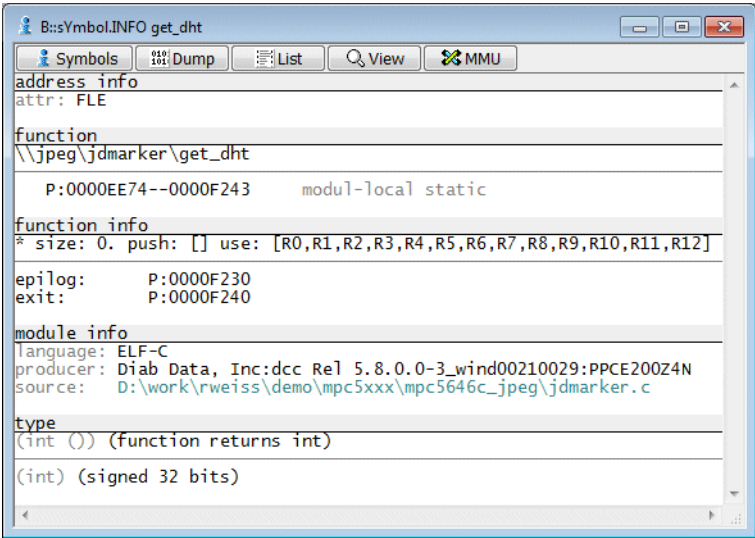 B::sYmbol.INFO get_dht
Symbols Dump List View MMU
address info
attr: FLE
function
\\jpeg\jdmarker\get_dht
P:0000EE74--0000F243 modul-local static
function info
* size: 0. push: [] use: [R0,R1,R2,R3,R4,R5,R6,R7,R8,R9,R10,R11,R12]
epilog: P:0000F230
exit: P:0000F240
module info
language: ELF-C
producer: Diab Data, Inc:dcc Rel 5.8.0.0-3_wind00210029:PPCE200Z4N
source: D:\work\rweiss\demo\mpc5xxx\mpc5646c_jpeg\jdmarker.c
type
(int ()) (function returns int)
(int) (signed 32 bits)